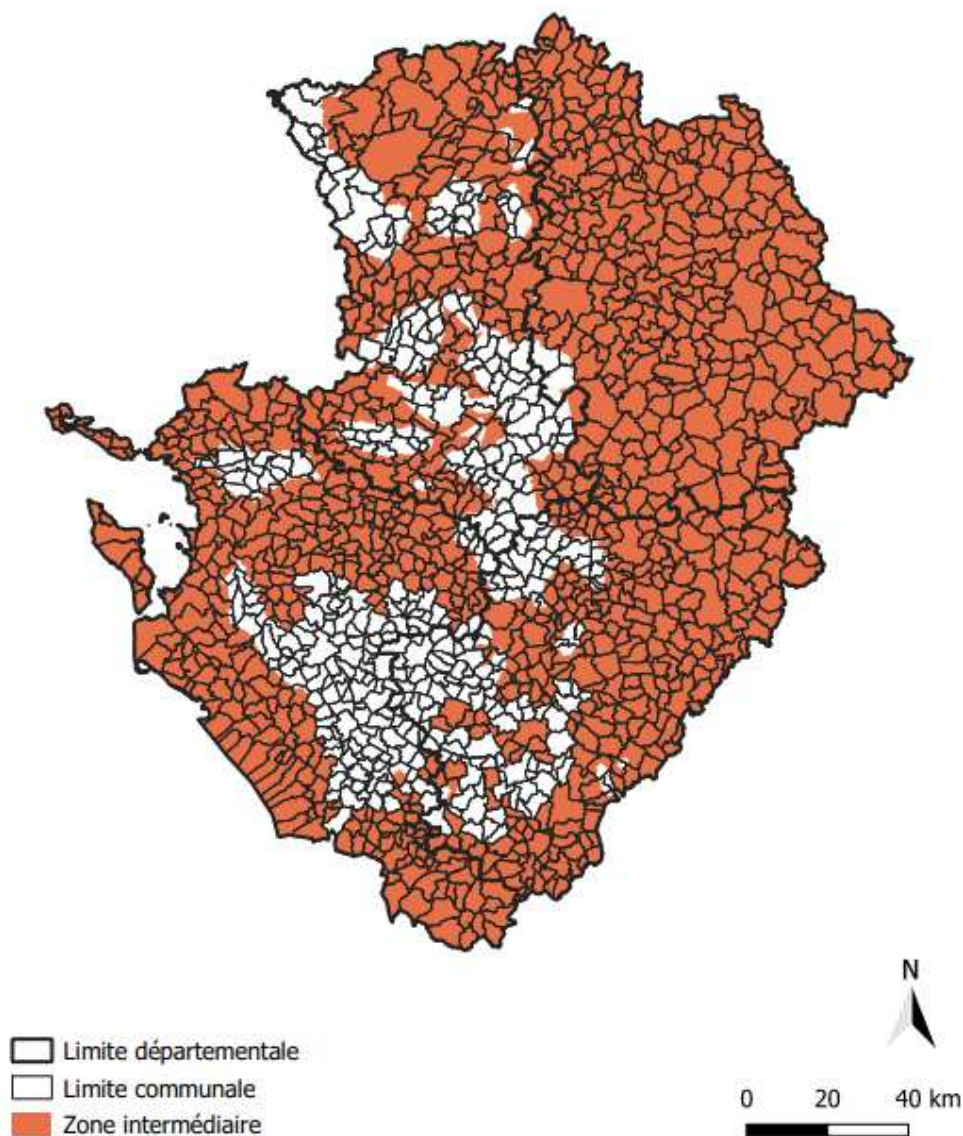 N
Limite départementale
Limite communale
Zone intermédiaire
0 20 40 km